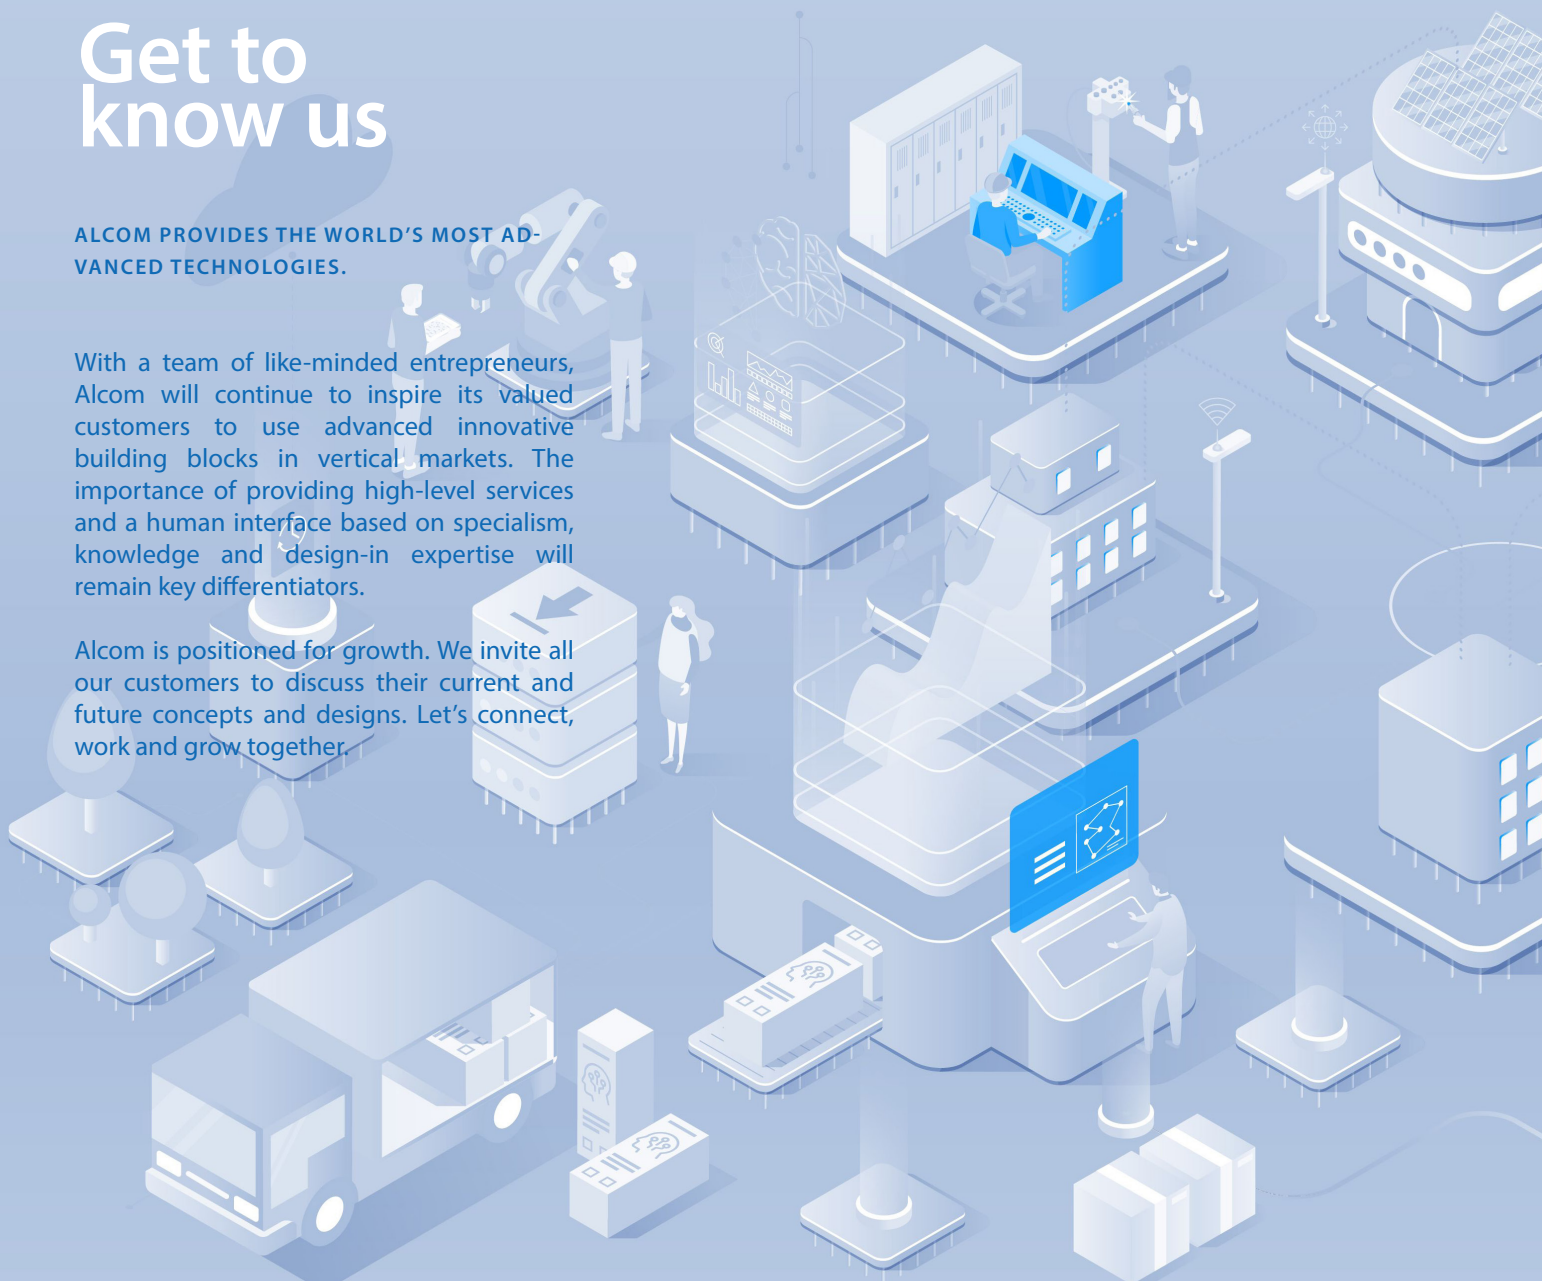 Get to
know us
ALCOM PROVIDES THE WORLD'S MOST AD-
VANCED TECHNOLOGIES.
With a team of like-minded entrepreneurs,
Alcom will continue to inspire its valued
customers to use advanced innovative
building blocks in vertical markets. The
importance of providing high-level services
and a human interface based on specialism,
knowledge and design-in expertise will
remain key differentiators.
Alcom is positioned for growth. We invite all
our customers to discuss their current and
future concepts and designs. Let's connect,
work and grow together.